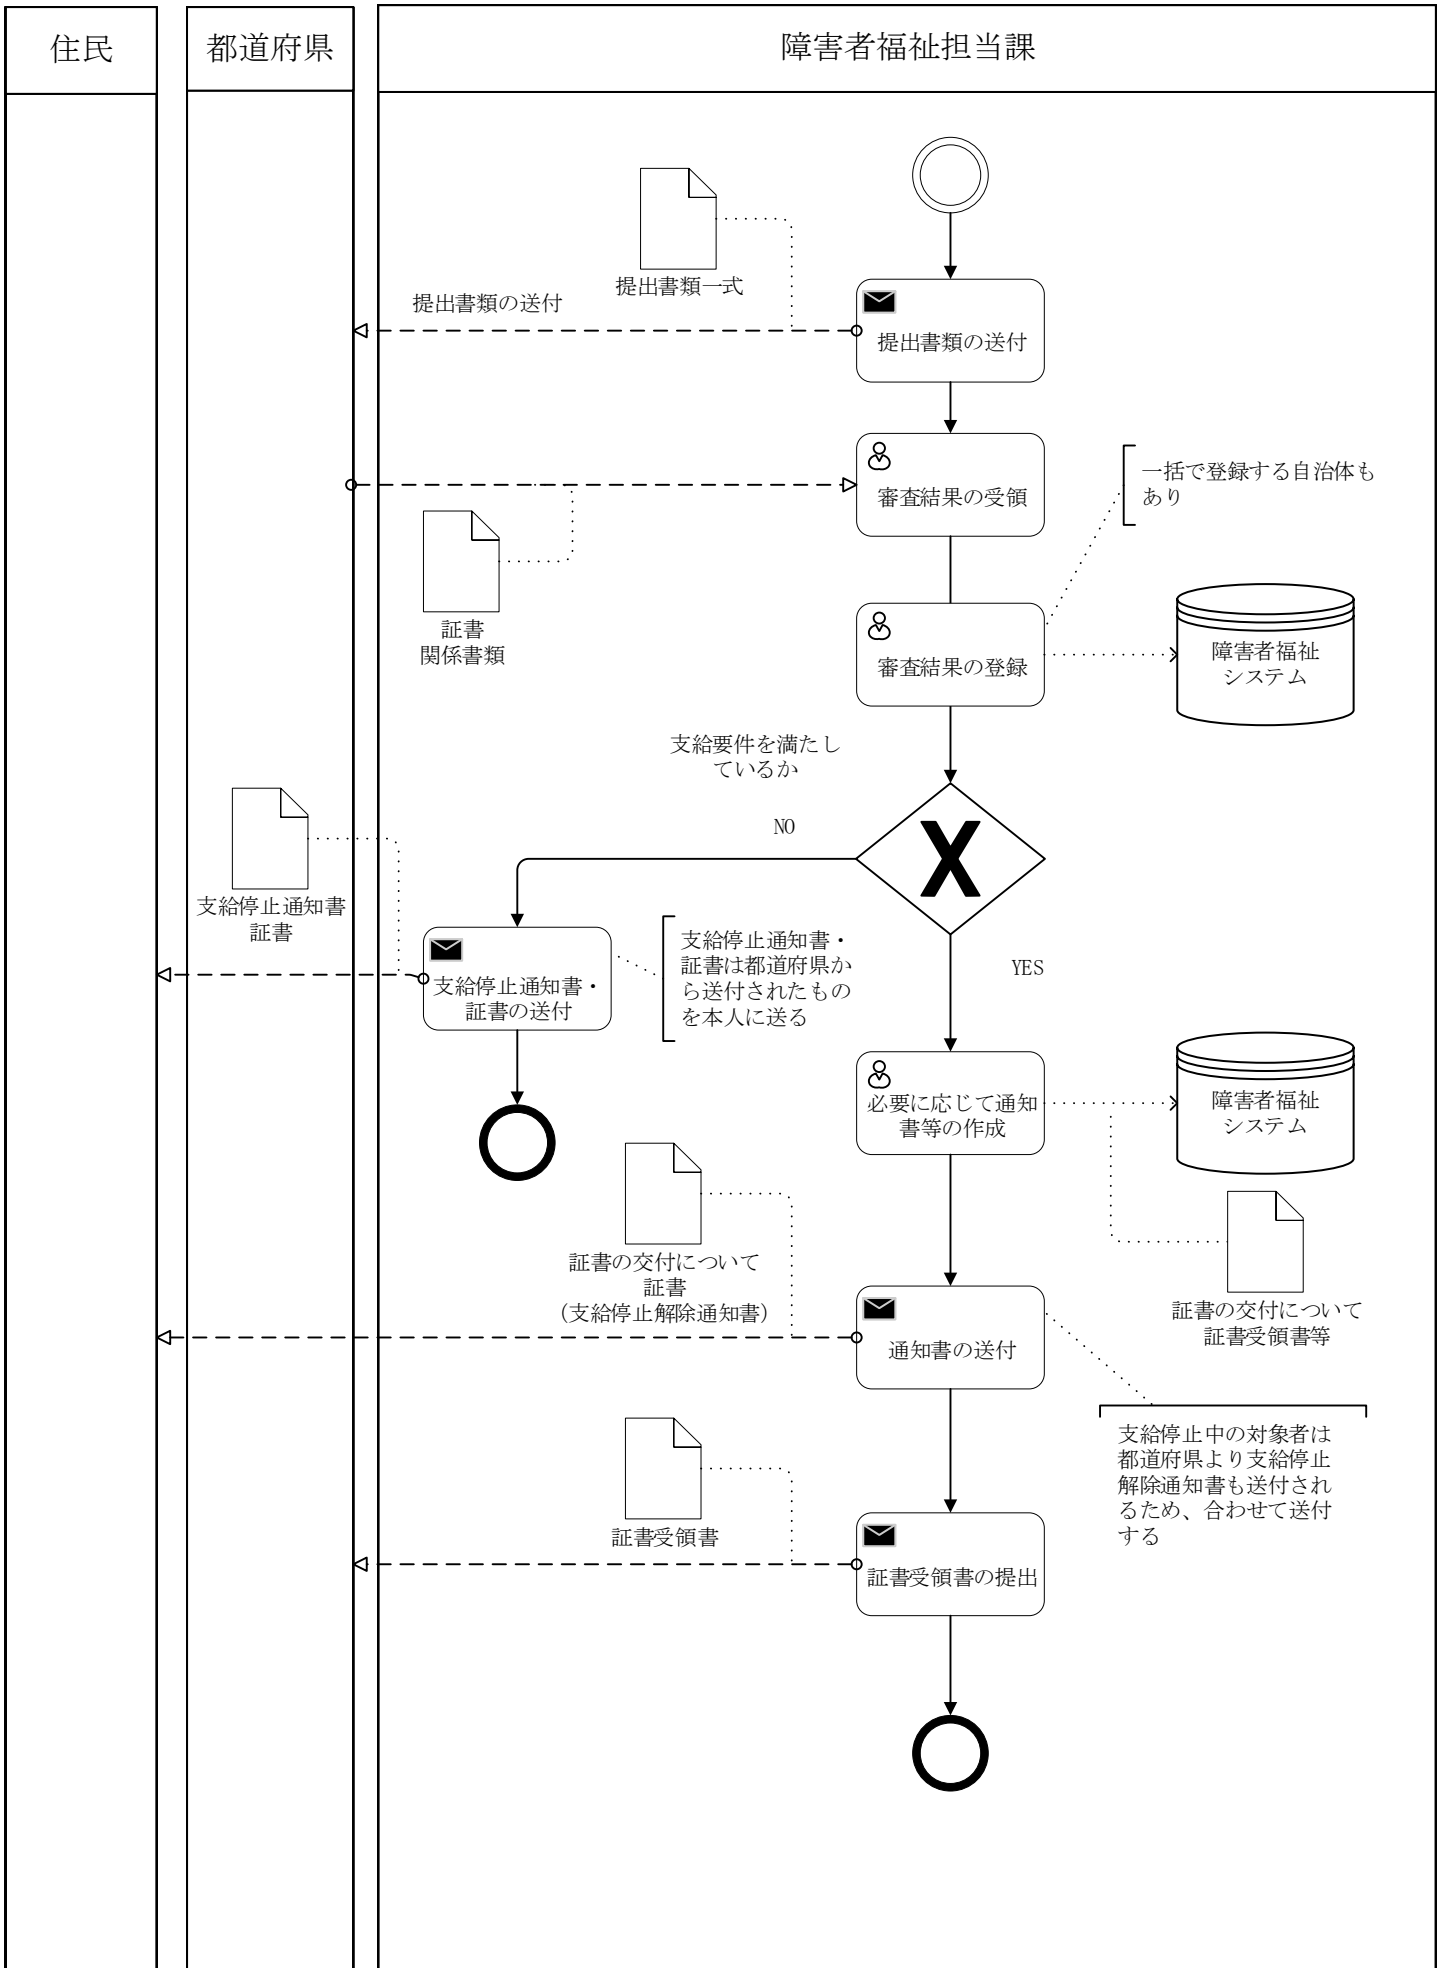 住民
都道府県
障害者福祉担当課
提出書類一式
提出書類の送付
提出書類の送付
審査結果の受領
一括で登録する自治体も
あり
証書
関係書類
審査結果の登録
障害者福祉
システム
支給要件を満たし
ているか
NO
YES
支給停止通知書
証書
支給停止通知書・
証書の送付
支給停止通知書・
証書は都道府県か
ら送付されたもの
を本人に送る
必要に応じて通知
書等の作成
障害者福祉
システム
証書の交付について
証書
（支給停止解除通知書）
証書の交付について
証書受領書等
通知書の送付
支給停止中の対象者は
都道府県より支給停止
解除通知書も送付され
るため、合わせて送付
する
証書受領書
証書受領書の提出